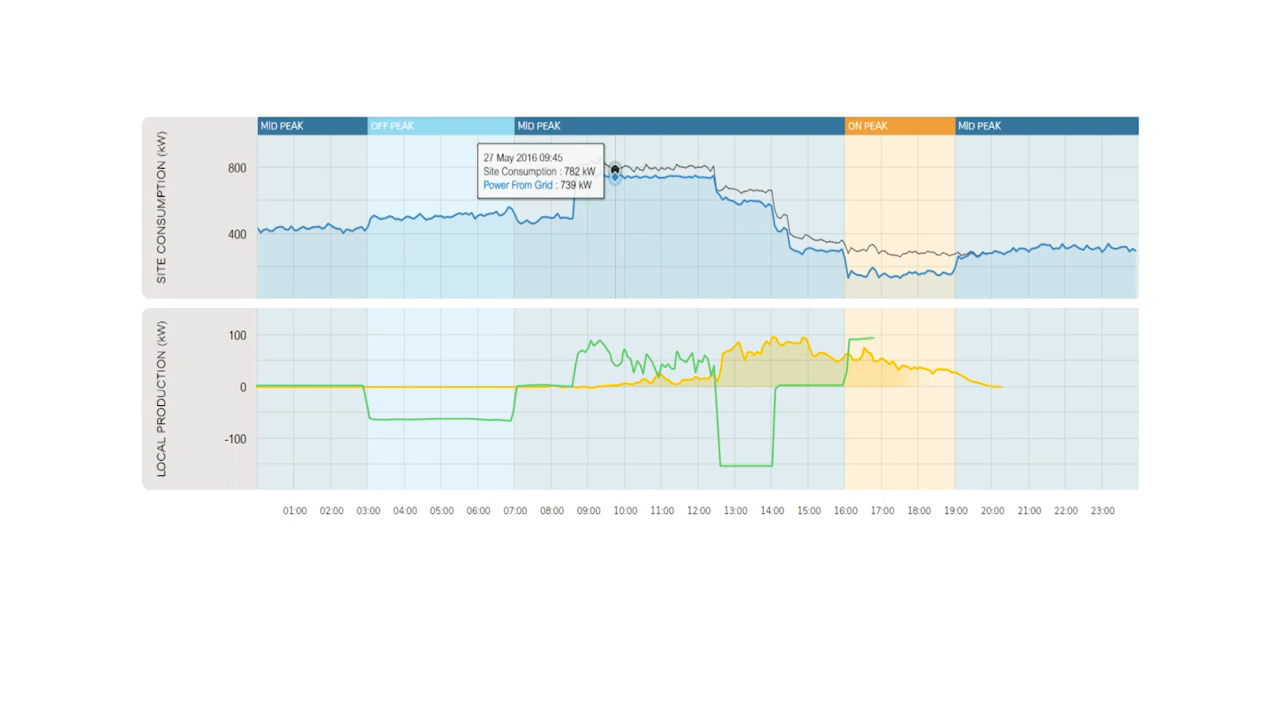 MID PEAK
OFF PEAK
MID PEAK
ON PEAK
MID PEAK
SITE CONSUMPTION (kW)
800
400
27 May 2016 09:45
Site Consumption : 782 kW
Power From Grid : 739 kW
LOCAL PRODUCTION (kW)
100
0
-100
01:00 02:00 03:00 04:00 05:00 06:00 07:00 08:00 09:00 10:00 11:00 12:00 13:00 14:00 15:00 16:00 17:00 18:00 19:00 20:00 21:00 22:00 23:00